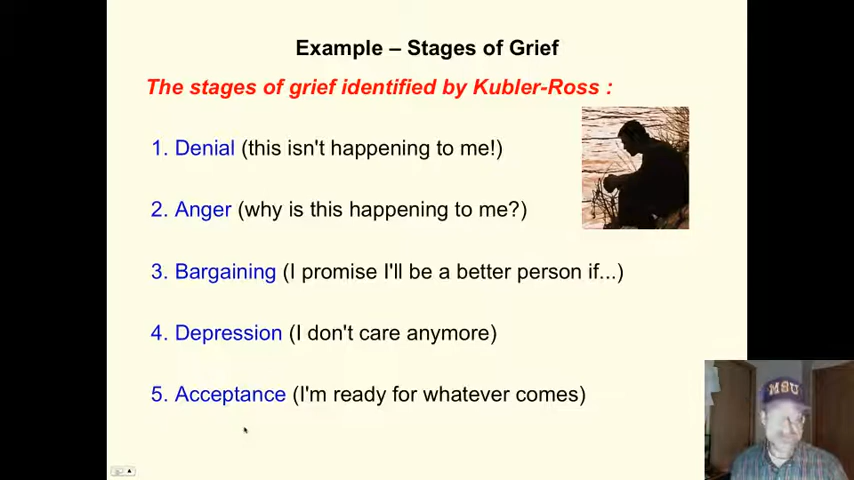 Example – Stages of Grief
The stages of grief identified by Kubler-Ross :
1. Denial (this isn't happening to me!)
2. Anger (why is this happening to me?)
3. Bargaining (I promise I'll be a better person if...)
4. Depression (I don't care anymore)
5. Acceptance (I'm ready for whatever comes)
MSU